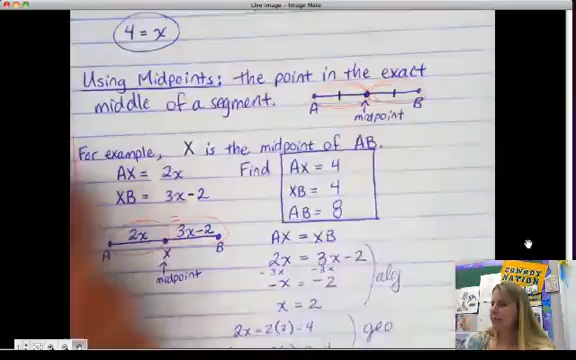 Live Image - Image Mate
4 = x
Using Midpoints: the point in the exact
middle of a segment.
A B
midpoint
For example, X is the midpoint of AB.
AX = 2x Find AX = 4
XB = 3x-2 XB = 4
AB = 8
2x 3x-2
A X B
midpoint
AX = XB
2x = 3x - 2
-3x -3x
-x = -2
x = 2
alg
2x = 2(2) = 4
geo
COWBOY
NATION